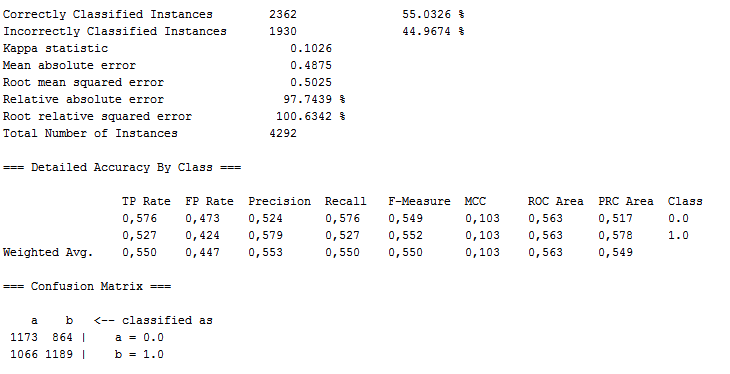 Correctly Classified Instances 2362 55.0326 %
Incorrectly Classified Instances 1930 44.9674 %
Kappa statistic 0.1026
Mean absolute error 0.4875
Root mean squared error 0.5025
Relative absolute error 97.7439 %
Root relative squared error 100.6342 %
Total Number of Instances 4292
=== Detailed Accuracy By Class ===
TP Rate FP Rate Precision Recall F-Measure MCC ROC Area PRC Area Class
0,576 0,473 0,524 0,576 0,549 0,103 0,563 0,517 0.0
0,527 0,424 0,579 0,527 0,552 0,103 0,563 0,578 1.0
Weighted Avg. 0,550 0,447 0,553 0,550 0,550 0,103 0,563 0,549
=== Confusion Matrix ===
a b <-- classified as
1173 864 | a = 0.0
1066 1189 | b = 1.0